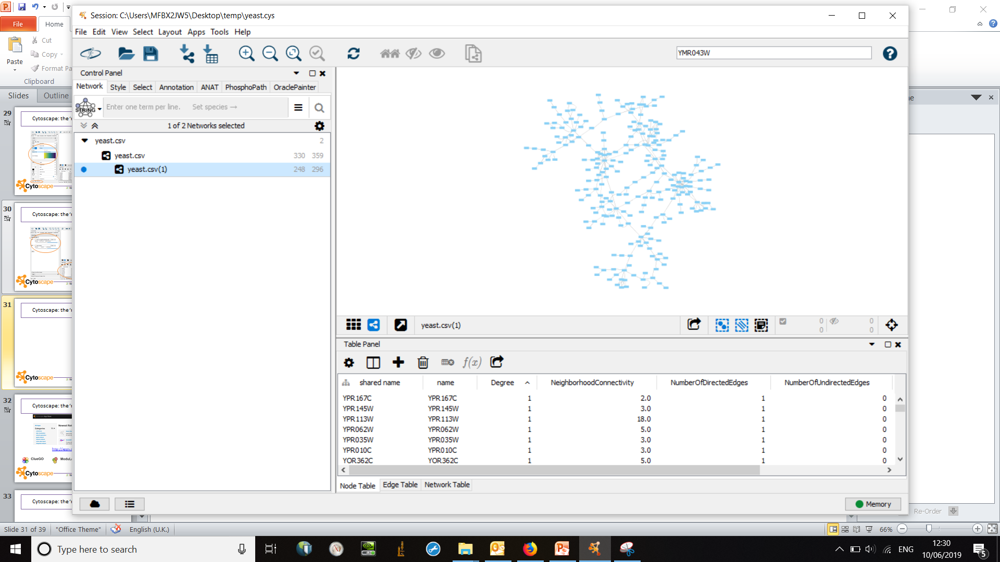 Session: C:\Users\MFBX2JW5\Desktop\temp\yeast.cys
File Home
Cut
Copy
Format Pa
Paste
Clipboard
Slides Outline
29
Cytoscape: the 'r
Cytoscape
30
Cytoscape: the 'r
Cytoscape
31
Cytoscape: the 'r
Cytoscape
32
Cytoscape: the 'r
ClueGO ModuL
Cytoscape
33
Cytoscape: the 'r
File Edit View Select Layout Apps Tools Help
YMR043W
Control Panel
Network Style Select Annotation ANAT PhosphoPath OraclePainter
STRING Enter one term per line. Set species →
1 of 2 Networks selected
yeast.csv 2
yeast.csv 330 359
yeast.csv(1) 248 296
yeast.csv(1) 0 0
0 0
Table Panel
f(x)
shared name name Degree NeighborhoodConnectivity NumberOfDirectedEdges NumberOfUndirectedEdges
YPR167C YPR167C 1 2.0 1 0
YPR145W YPR145W 1 3.0 1 0
YPR113W YPR113W 1 18.0 1 0
YPR062W YPR062W 1 5.0 1 0
YPR035W YPR035W 1 3.0 1 0
YPR010C YPR010C 1 3.0 1 0
YOR362C YOR362C 1 5.0 1 0
Node Table Edge Table Network Table
Memory
ne
Re-Order
Slide 31 of 39 "Office Theme" English (U.K.) 66%
Type here to search
ENG
12:30
10/06/2019
5